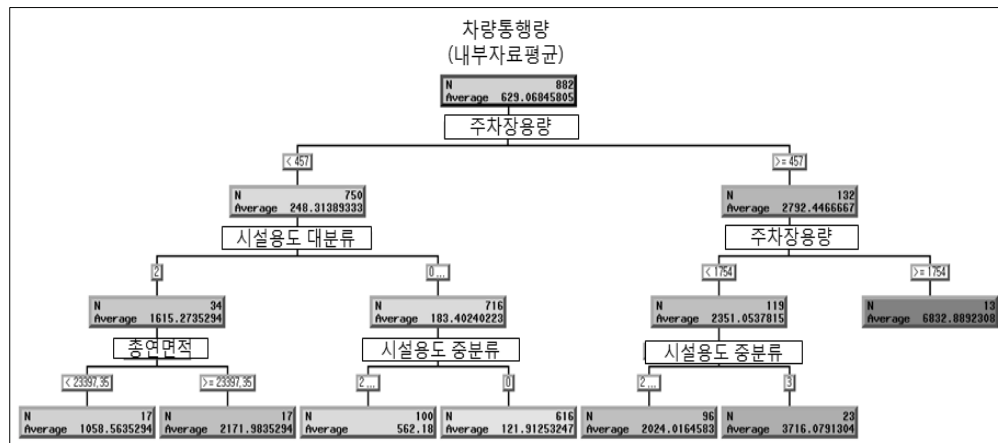 차량통행량
(내부자료평균)
N 882
Average 629.06845805
주차장용량
< 457
>= 457
N 750
Average 248.31389333
N 132
Average 2792.4466667
시설용도 대분류
주차장용량
2
0 ...
< 1754
>= 1754
N 34
Average 1615.2735294
N 716
Average 183.40240223
N 119
Average 2351.0537815
N 13
Average 6832.8892308
총연면적
시설용도 중분류
시설용도 중분류
< 23397.35
>= 23397.35
2 ...
0
2 ...
3
N 17
Average 1058.5635294
N 17
Average 2171.9835294
N 100
Average 562.18
N 616
Average 121.91253247
N 96
Average 2024.0164583
N 23
Average 3716.0791304